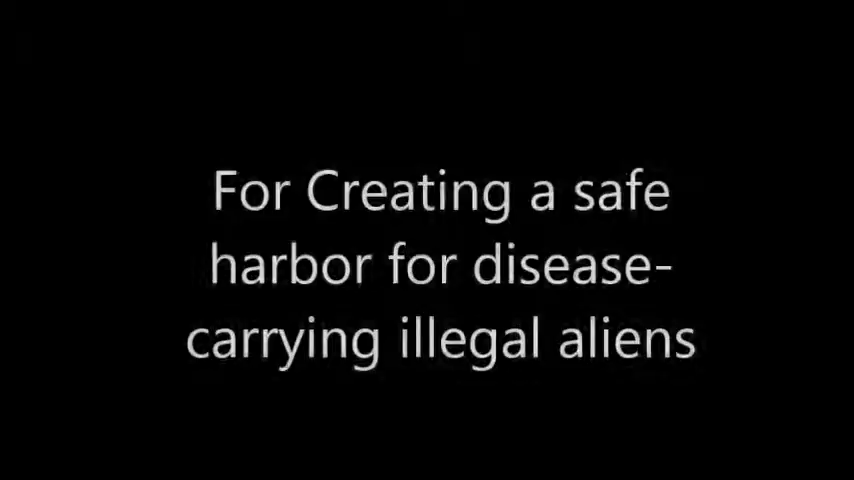 For Creating a safe
harbor for disease-
carrying illegal aliens